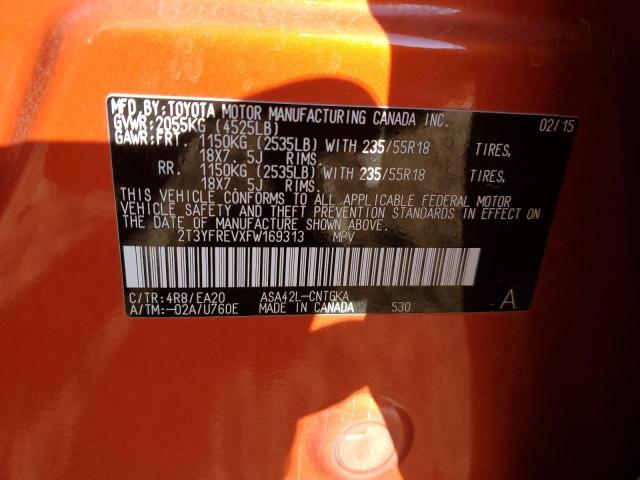 MFD.BY:TOYOTA MOTOR MANUFACTURING CANADA INC. 02/15
GVWR:2055KG (4525LB)
GAWR:FRT. 1150KG (2535LB) WITH 235/55R18 TIRES,
18X7.5J RIMS.
RR. 1150KG (2535LB) WITH 235/55R18 TIRES,
18X7.5J RIMS.
THIS VEHICLE CONFORMS TO ALL APPLICABLE FEDERAL MOTOR
VEHICLE SAFETY AND THEFT PREVENTION STANDARDS IN EFFECT ON
THE DATE OF MANUFACTURE SHOWN ABOVE.
2T3YFREVXFW169313 MPV
C/TR:4R8/EA20 ASA42L-CNTGKA
A/TM:-02A/U760E MADE IN CANADA 530 A